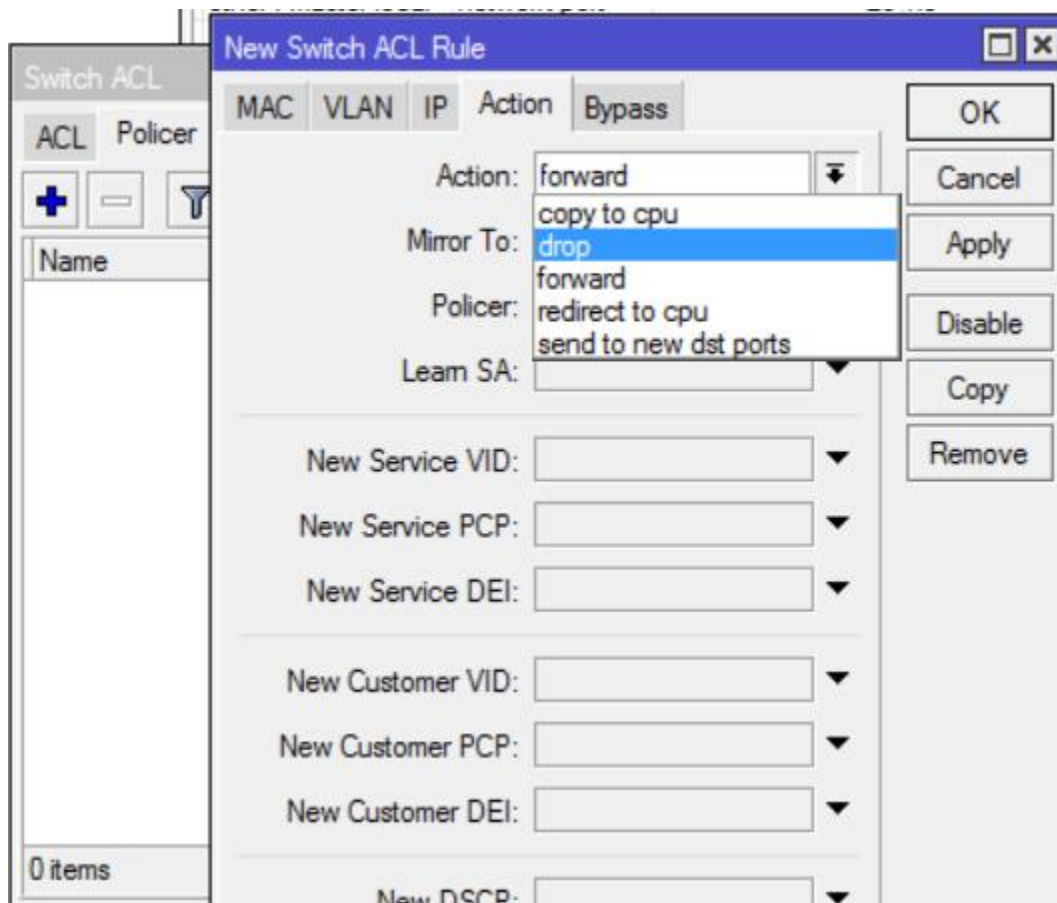 New Switch ACL Rule
Switch ACL
MAC VLAN IP Action Bypass
OK
ACL Policer
Action: forward
Cancel
copy to cpu
Mirror To: drop
Apply
Name
forward
Policer: redirect to cpu
Disable
send to new dst ports
Learn SA:
Copy
New Service VID:
Remove
New Service PCP:
New Service DEI:
New Customer VID:
New Customer PCP:
New Customer DEI:
0 items
New DSCP: